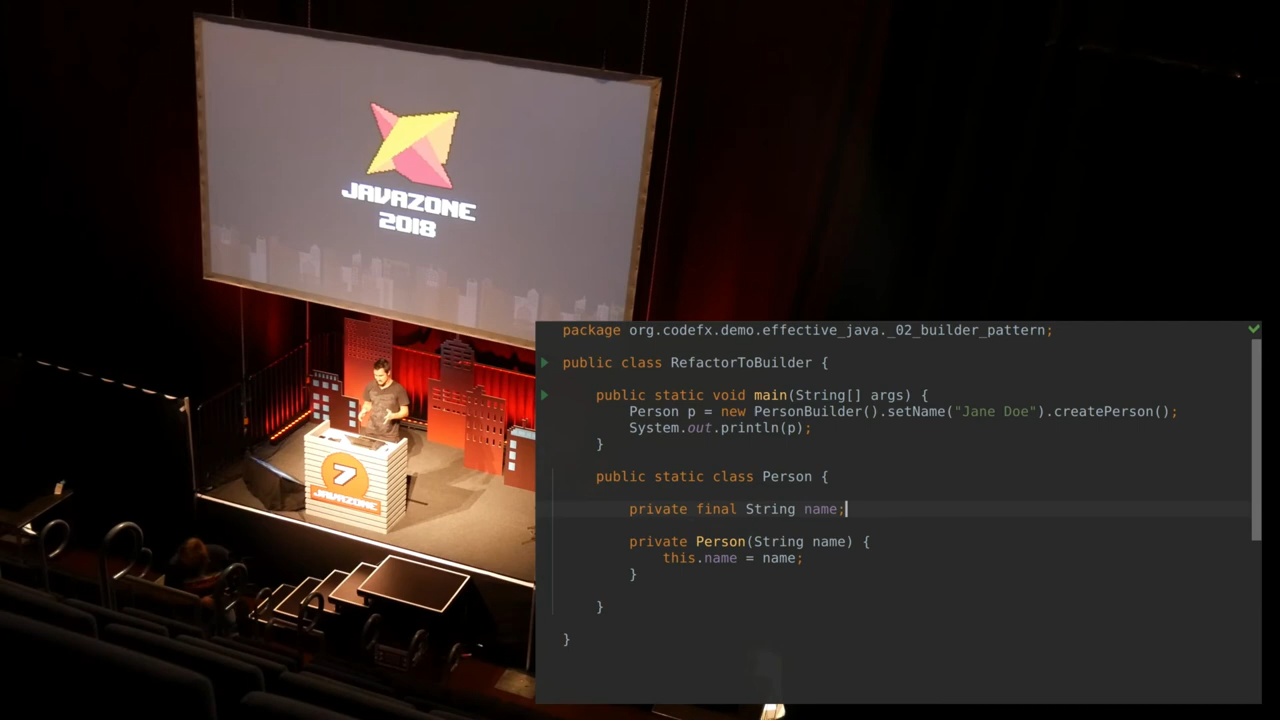 JAVAZONE
2018
7
JAVAZONE
package org.codefx.demo.effective_java._02_builder_pattern;
public class RefactorToBuilder {
public static void main(String[] args) {
Person p = new PersonBuilder().setName("Jane Doe").createPerson();
System.out.println(p);
}
public static class Person {
private final String name;
private Person(String name) {
this.name = name;
}
}
}